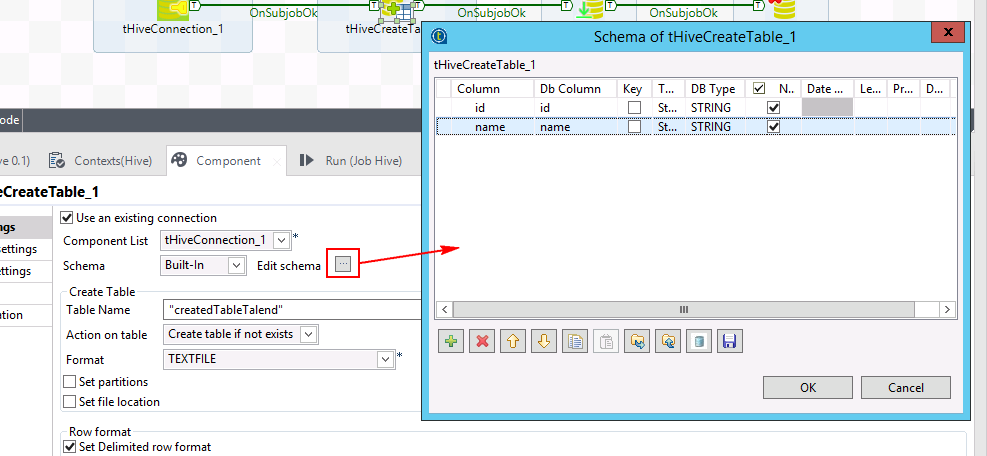 OnSubjobOk OnSubjobOk OnSubjobOk
tHiveConnection_1 tHiveCreateTa
ode
ve 0.1) Contexts(Hive) Component Run (Job Hive)
eCreateTable_1
ngs
settings
ettings
ntion
Use an existing connection
Component List tHiveConnection_1 *
Schema Built-In Edit schema ...
Create Table
Table Name "createdTableTalend"
Action on table Create table if not exists
Format TEXTFILE *
Set partitions
Set file location
Row format
Set Delimited row format
Schema of tHiveCreateTable_1
tHiveCreateTable_1
Column Db Column Key T... DB Type N.. Date ... Le... Pr... D...
id id St... STRING
name name St... STRING
OK Cancel